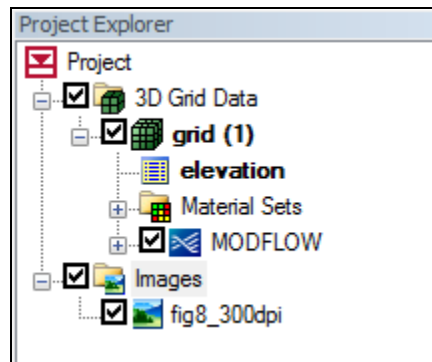 Project Explorer
Project
3D Grid Data
grid (1)
elevation
Material Sets
MODFLOW
Images
fig8_300dpi